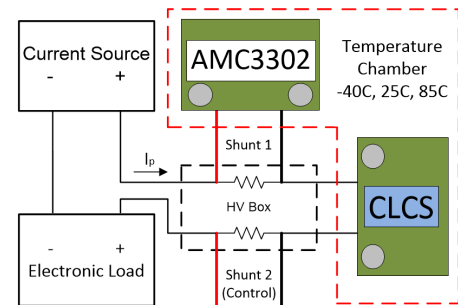 Current Source
- +
AMC3302
Temperature
Chamber
-40C, 25C, 85C
Shunt 1
Ip
HV Box
CLCS
- +
Electronic Load
Shunt 2
(Control)